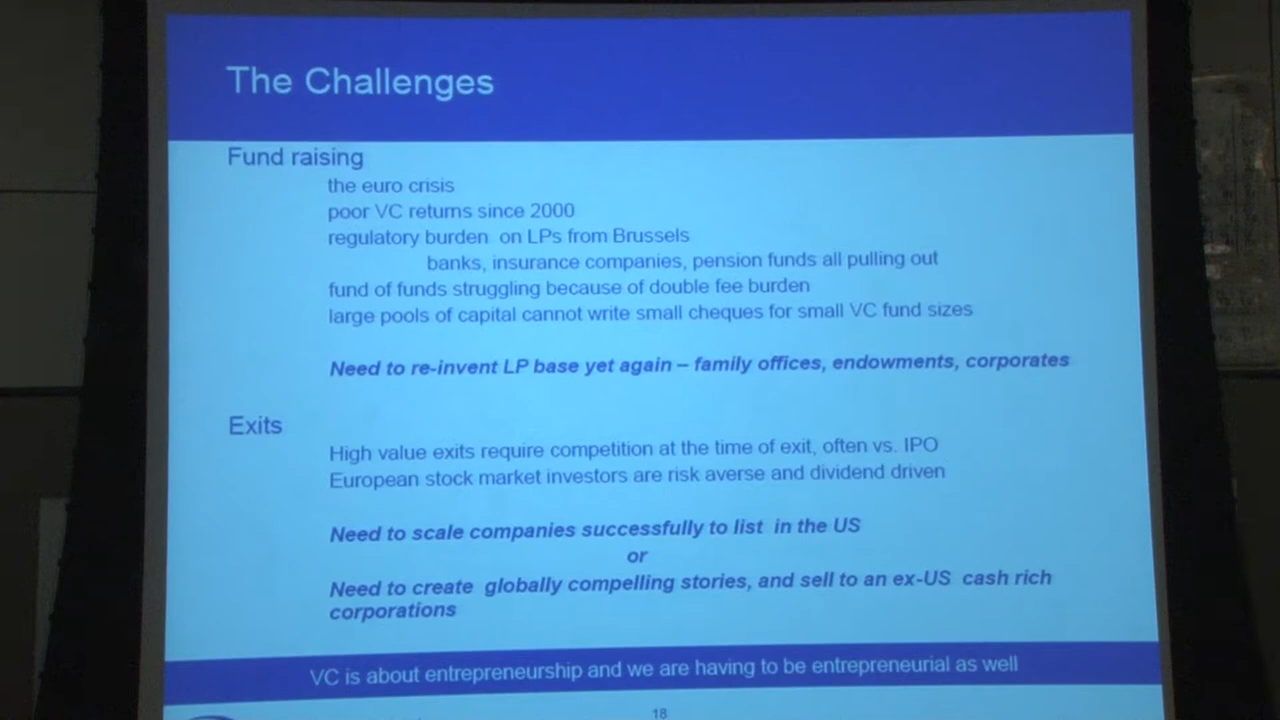 The Challenges
Fund raising
the euro crisis
poor VC returns since 2000
regulatory burden on LPs from Brussels
banks, insurance companies, pension funds all pulling out
fund of funds struggling because of double fee burden
large pools of capital cannot write small cheques for small VC fund sizes
Need to re-invent LP base yet again – family offices, endowments, corporates
Exits
High value exits require competition at the time of exit, often vs. IPO
European stock market investors are risk averse and dividend driven
Need to scale companies successfully to list in the US
or
Need to create globally compelling stories, and sell to an ex-US cash rich
corporations
VC is about entrepreneurship and we are having to be entrepreneurial as well
18